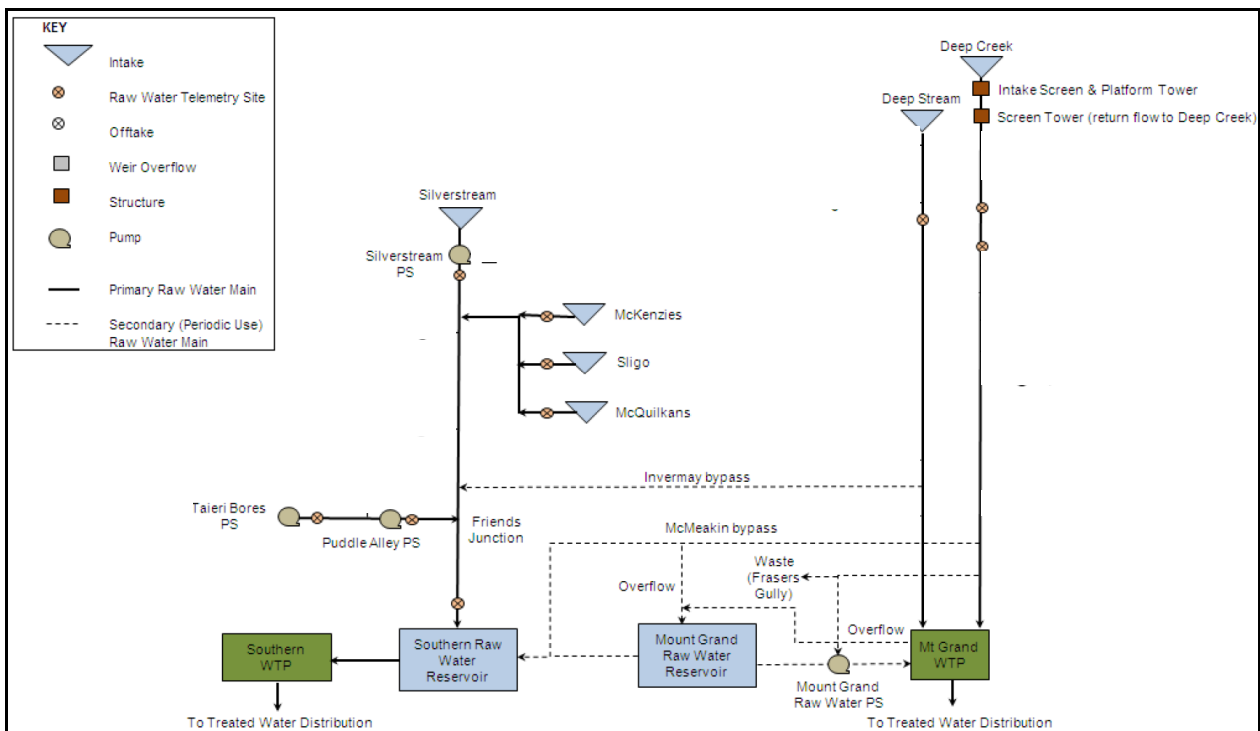 KEY
Intake
Raw Water Telemetry Site
Offtake
Weir Overflow
Structure
Pump
Primary Raw Water Main
Secondary (Periodic Use)
Raw Water Main
Deep Creek
Intake Screen & Platform Tower
Deep Stream
Screen Tower (return flow to Deep Creek)
Silverstream
Silverstream
PS
McKenzies
Sligo
McQuilkans
Invermay bypass
Taieri Bores
PS
Puddle Alley PS
Friends
Junction
McMeakin bypass
Waste
(Frasers
Gully)
Overflow
Overflow
Southern
WTP
Southern Raw
Water
Reservoir
Mount Grand
Raw Water
Reservoir
Mt Grand
WTP
Mount Grand
Raw Water PS
To Treated Water Distribution
To Treated Water Distribution